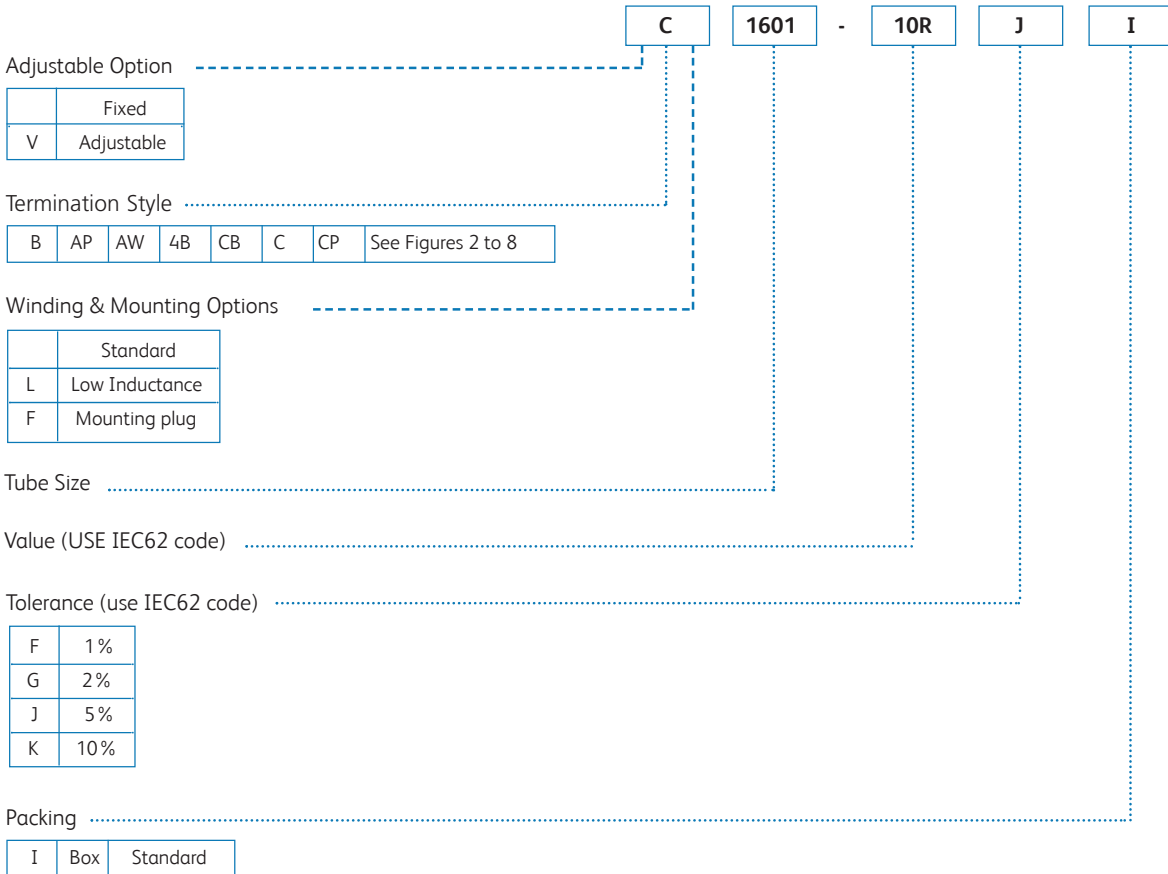 C 1601 - 10R J I
Adjustable Option
Fixed
V Adjustable
Termination Style
B AP AW 4B CB C CP See Figures 2 to 8
Winding & Mounting Options
Standard
L Low Inductance
F Mounting plug
Tube Size
Value (USE IEC62 code)
Tolerance (use IEC62 code)
F 1%
G 2%
J 5%
K 10%
Packing
I Box Standard